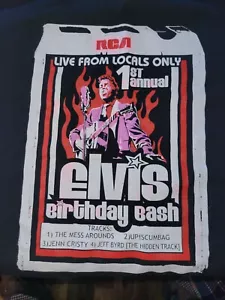 RCA
LIVE FROM LOCALS ONLY
1ST
annual
Elvis
Birthday Bash
TRACKS:
1) THE MESS AROUNDS 2)UPISCUMBAG
3)JENN CRISTY 4) JEFF BYRD [THE HIDDEN TRACK]